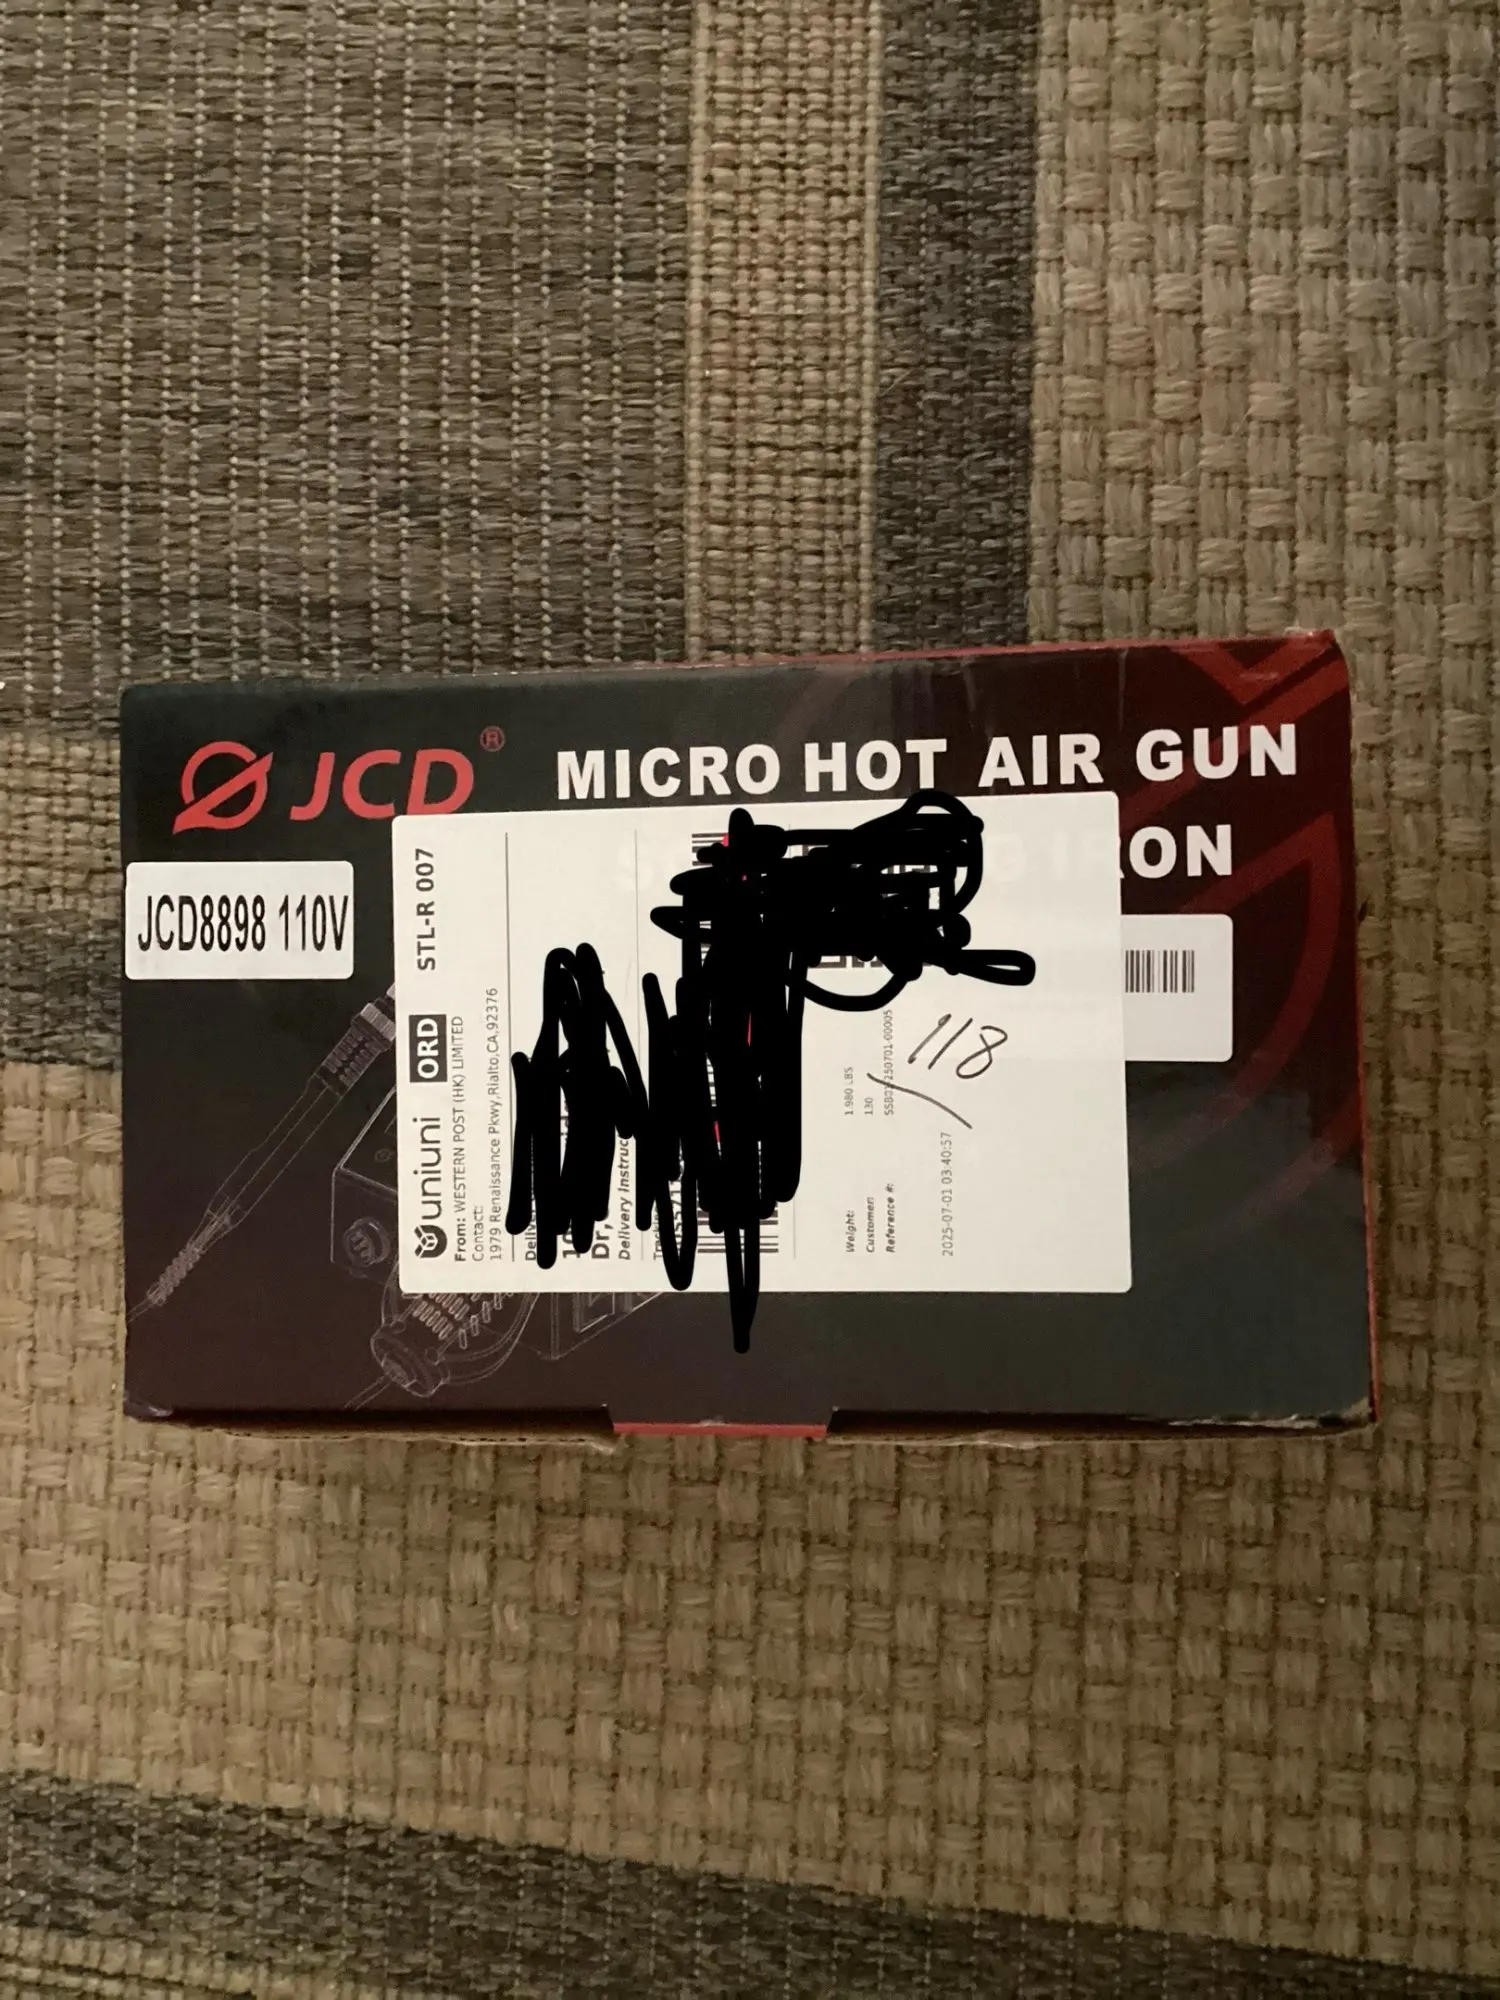 JCD®
MICRO HOT AIR GUN
IRON
JCD8898 110V
uniuni ORD STL-R 007
From: WESTERN POST (HK) LIMITED
Contact:
1979 Renaissance Pkwy,Rialto,CA,92376
Dr,
Delivery Instruc
Weight: 1.980 LBS
Customer: 130
Reference #:
2025-07-01 03:40:57
118